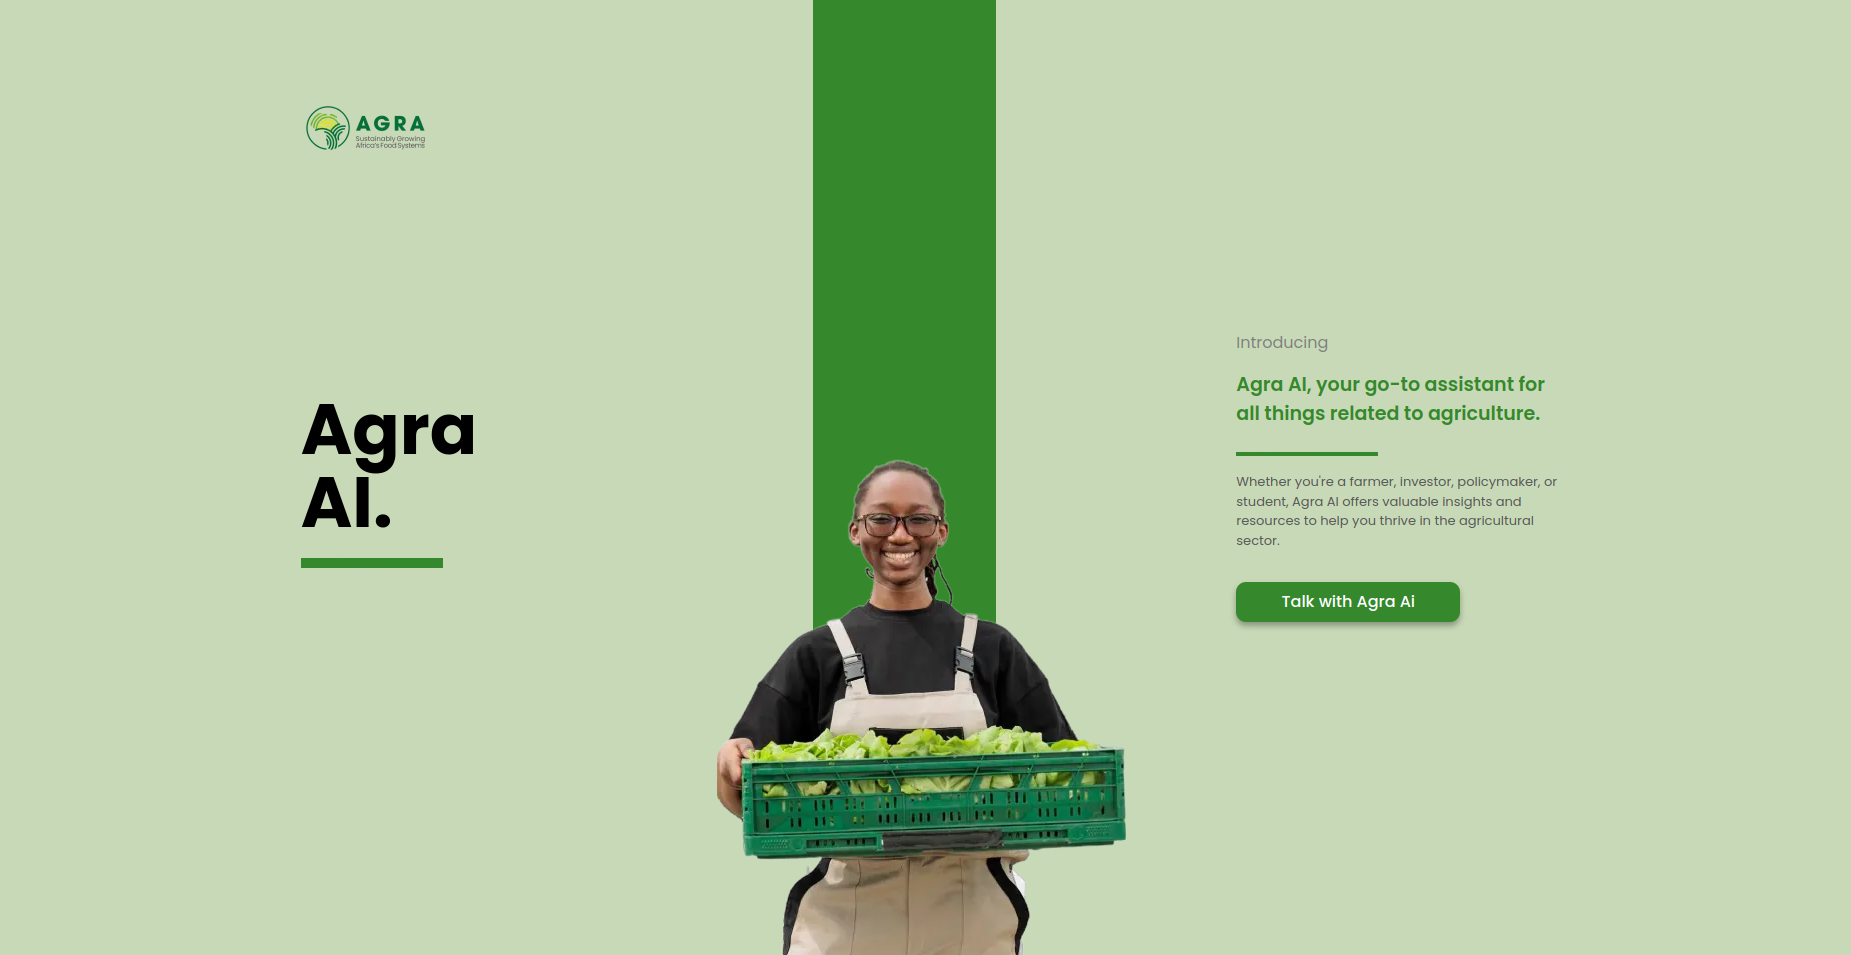 AGRA
Sustainably Growing
Africa's Food Systems
Agra
AI.
Introducing
Agra AI, your go-to assistant for
all things related to agriculture.
Whether you're a farmer, investor, policymaker, or
student, Agra AI offers valuable insights and
resources to help you thrive in the agricultural
sector.
Talk with Agra Ai